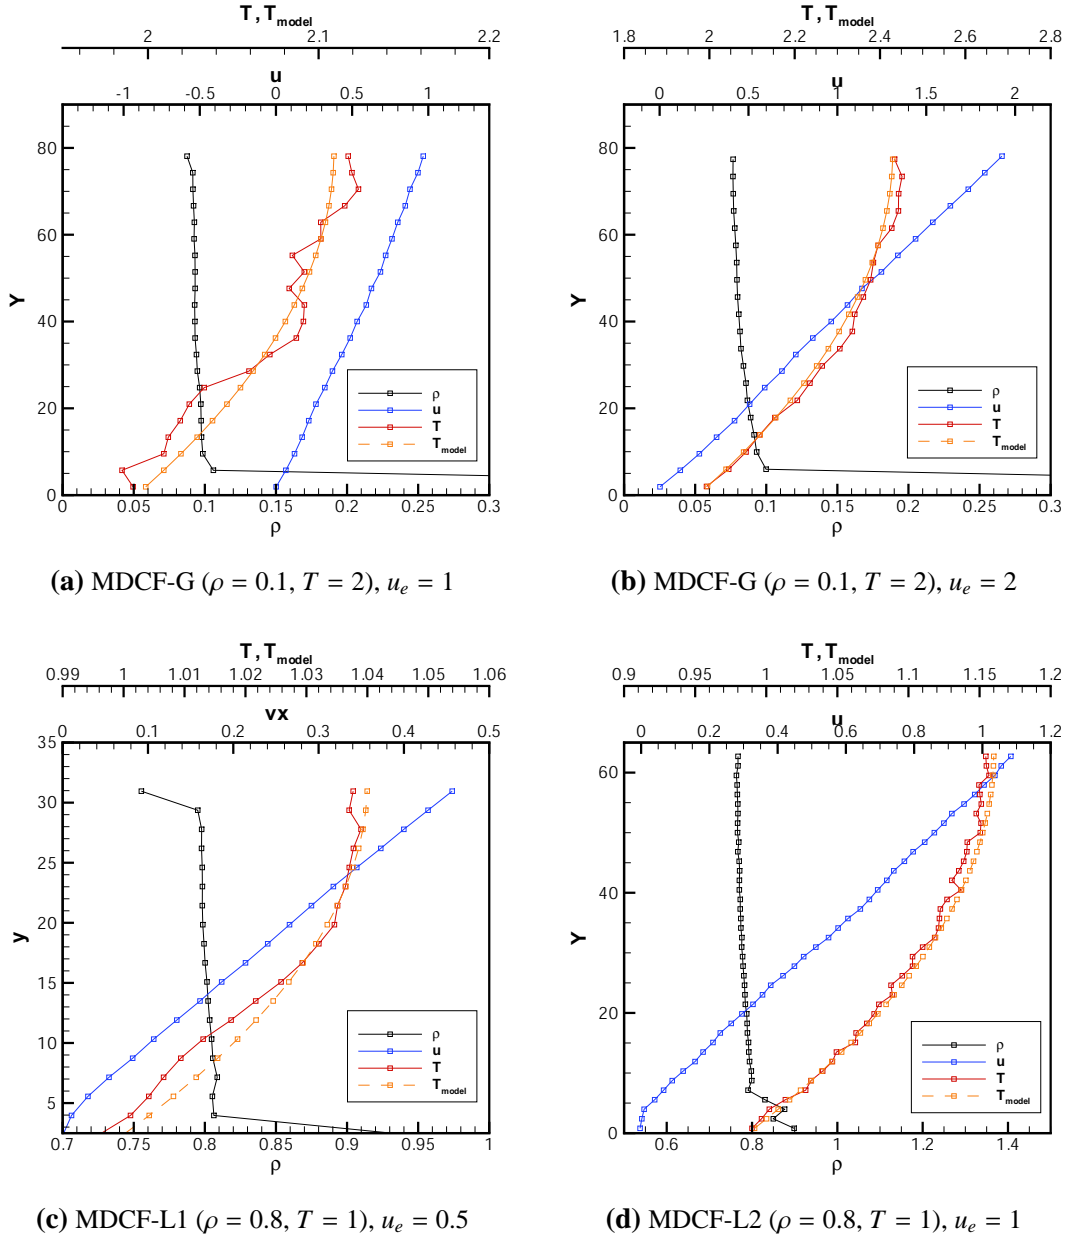 T, T_model
2 2.1 2.2
u
-1 -0.5 0 0.5 1
Y
80
60
40
20
0
ρ
u
T
T_model
0 0.05 0.1 0.15 0.2 0.25 0.3
ρ
(a) MDCF-G (ρ = 0.1, T = 2), u_e = 1
T, T_model
1.8 2 2.2 2.4 2.6 2.8
u
0 0.5 1 1.5 2
Y
80
60
40
20
0
ρ
u
T
T_model
0 0.05 0.1 0.15 0.2 0.25 0.3
ρ
(b) MDCF-G (ρ = 0.1, T = 2), u_e = 2
T, T_model
0.99 1 1.01 1.02 1.03 1.04 1.05 1.06
vx
0 0.1 0.2 0.3 0.4 0.5
y
35
30
25
20
15
10
5
ρ
u
T
T_model
0.7 0.75 0.8 0.85 0.9 0.95 1
ρ
(c) MDCF-L1 (ρ = 0.8, T = 1), u_e = 0.5
T, T_model
0.9 0.95 1 1.05 1.1 1.15 1.2
u
0 0.2 0.4 0.6 0.8 1 1.2
Y
60
40
20
0
ρ
u
T
T_model
0.6 0.8 1 1.2 1.4
ρ
(d) MDCF-L2 (ρ = 0.8, T = 1), u_e = 1